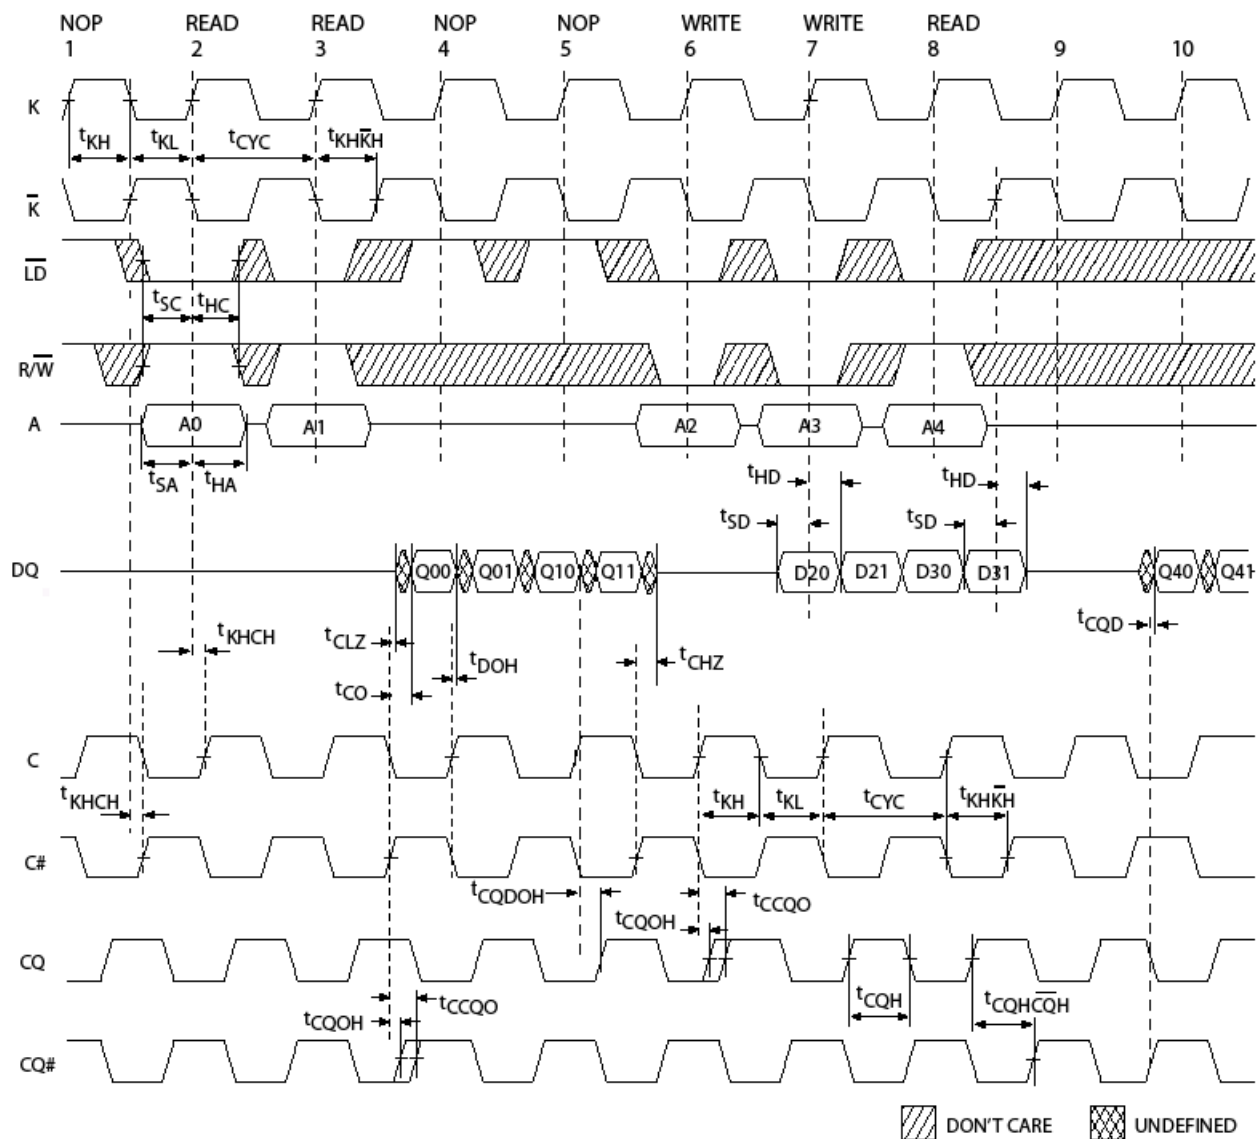 NOP READ READ NOP NOP WRITE WRITE READ
1 2 3 4 5 6 7 8 9 10
K
tKH tKL tCYC tKHK̅H
K̅
L̅D̅
tSC tHC
R/W̅
A A0 A1 A2 A3 A4
tSA tHA tHD tHD
tSD tSD
DQ Q00 Q01 Q10 Q11 D20 D21 D30 D31 Q40 Q41
tKHCH tCLZ tDOH tCHZ tCQD
tCO
C
tKHCH tKH tKL tCYC tKHK̅H
C#
tCQDOH tCCQO
tCQOH
CQ
tCCQO tCQH tCQHC̅Q̅H
tCQOH
CQ#
DON'T CARE UNDEFINED